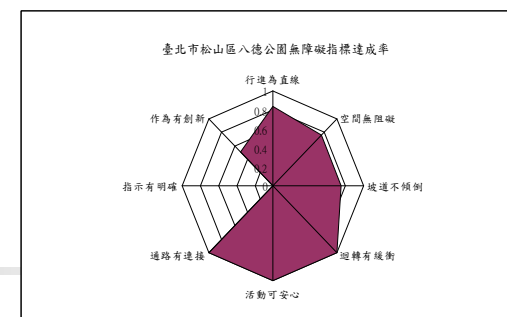 臺北市松山區八德公園無障礙指標達成率
行進為直線
1
作為有創新
0.8
空間無阻礙
0.6
0.4
0.2
指示有明確
0
坡道不傾倒
通路有連接
迴轉有緩衝
活動可安心